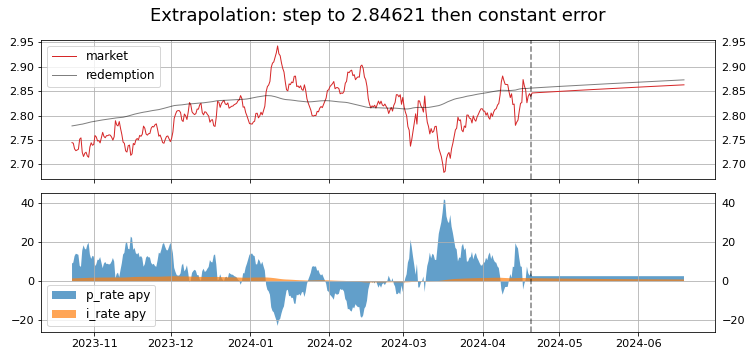 Extrapolation: step to 2.84621 then constant error
2.95 2.95
market
redemption
2.90 2.90
2.85 2.85
2.80 2.80
2.75 2.75
2.70 2.70
40 40
20 20
0 0
p_rate apy
i_rate apy
−20 −20
2023-11 2023-12 2024-01 2024-02 2024-03 2024-04 2024-05 2024-06